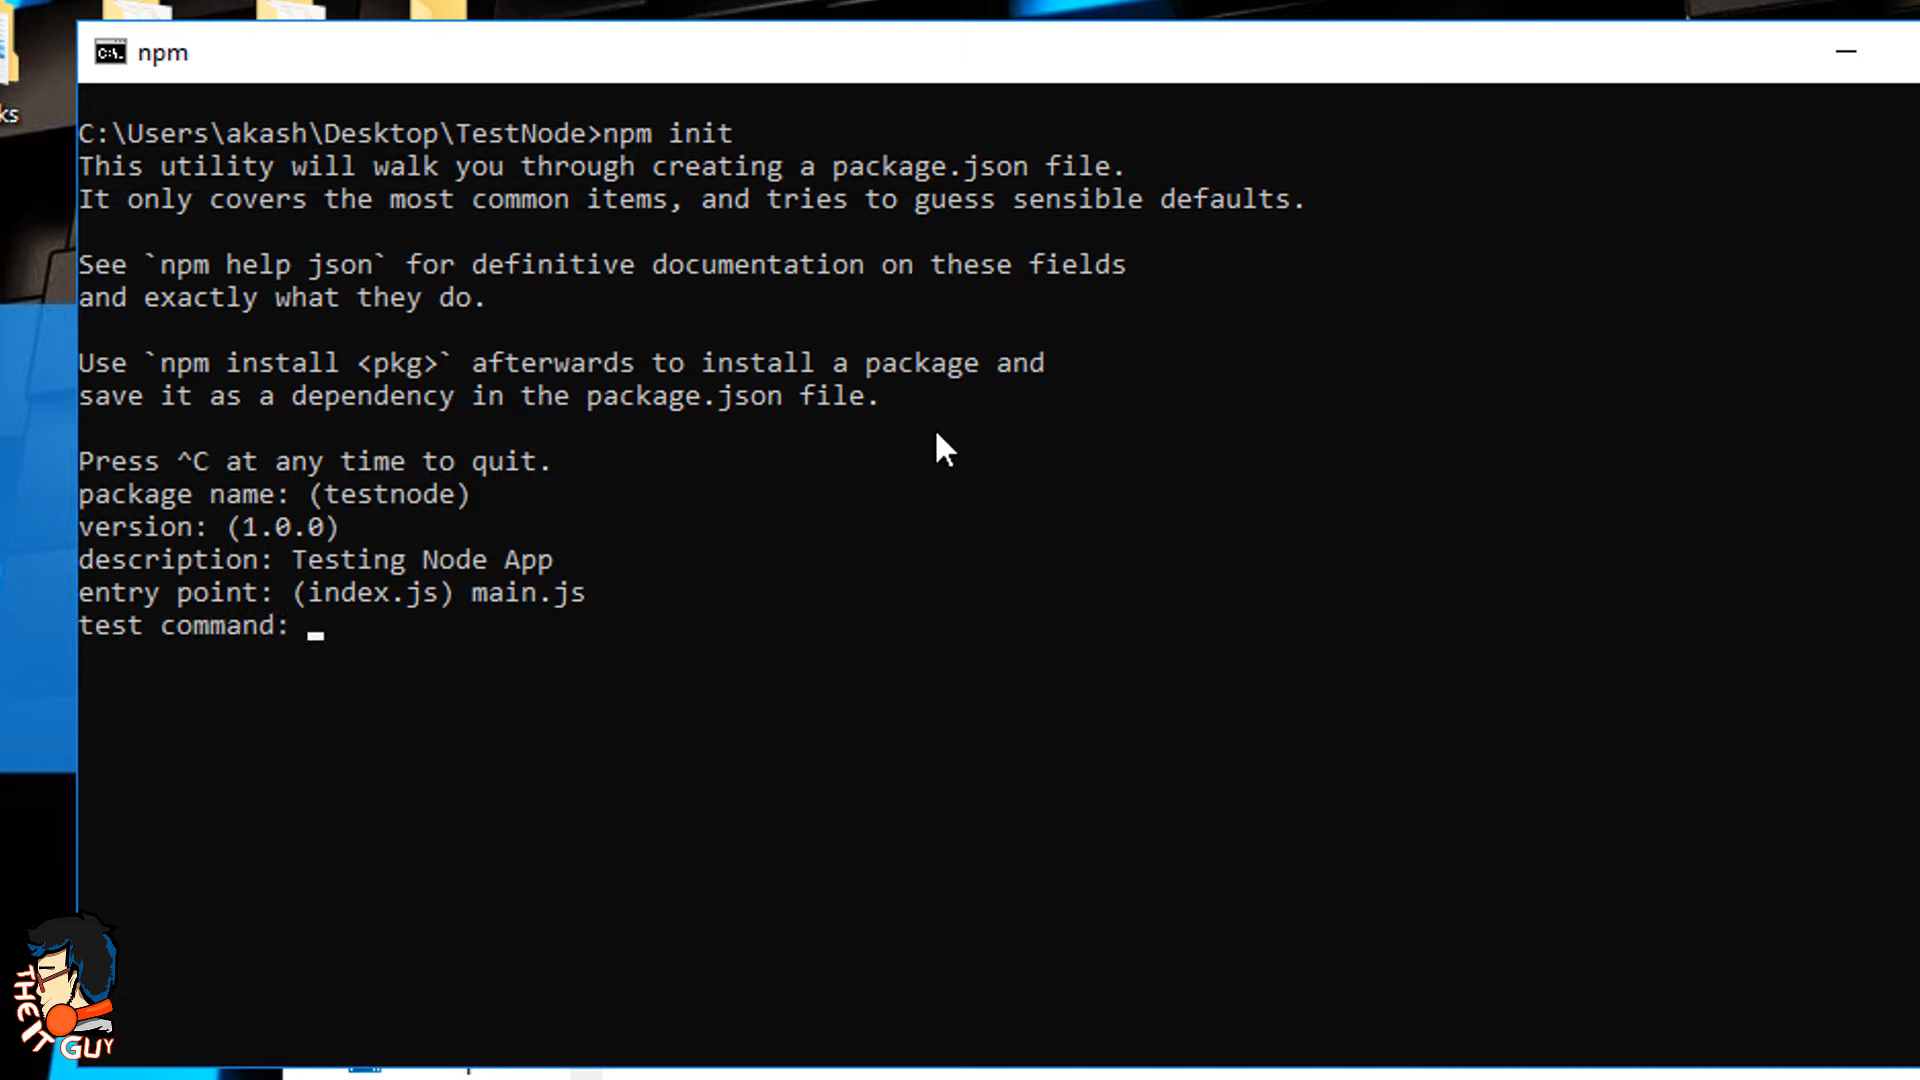 npm
ks
C:\Users\akash\Desktop\TestNode>npm init
This utility will walk you through creating a package.json file.
It only covers the most common items, and tries to guess sensible defaults.
See `npm help json` for definitive documentation on these fields
and exactly what they do.
Use `npm install <pkg>` afterwards to install a package and
save it as a dependency in the package.json file.
Press ^C at any time to quit.
package name: (testnode)
version: (1.0.0)
description: Testing Node App
entry point: (index.js) main.js
test command:
THE IT GUY